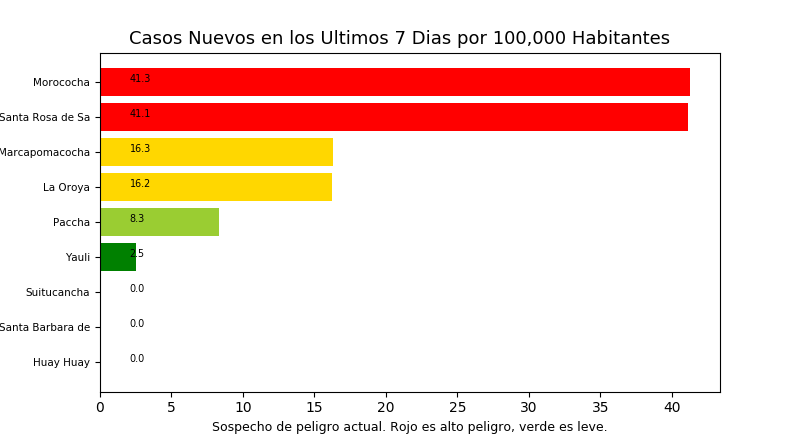 Casos Nuevos en los Ultimos 7 Dias por 100,000 Habitantes
Morococha 41.3
Santa Rosa de Sa 41.1
Marcapomacocha 16.3
La Oroya 16.2
Paccha 8.3
Yauli 2.5
Suitucancha 0.0
Santa Barbara de 0.0
Huay Huay 0.0
0 5 10 15 20 25 30 35 40
Sospecho de peligro actual. Rojo es alto peligro, verde es leve.